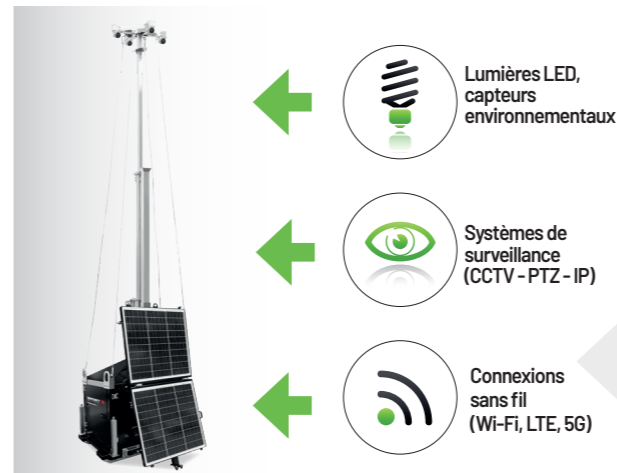 Lumières LED,
capteurs
environnementaux
Systèmes de
surveillance
(CCTV - PTZ - IP)
Connexions
sans fil
(Wi-Fi, LTE, 5G)